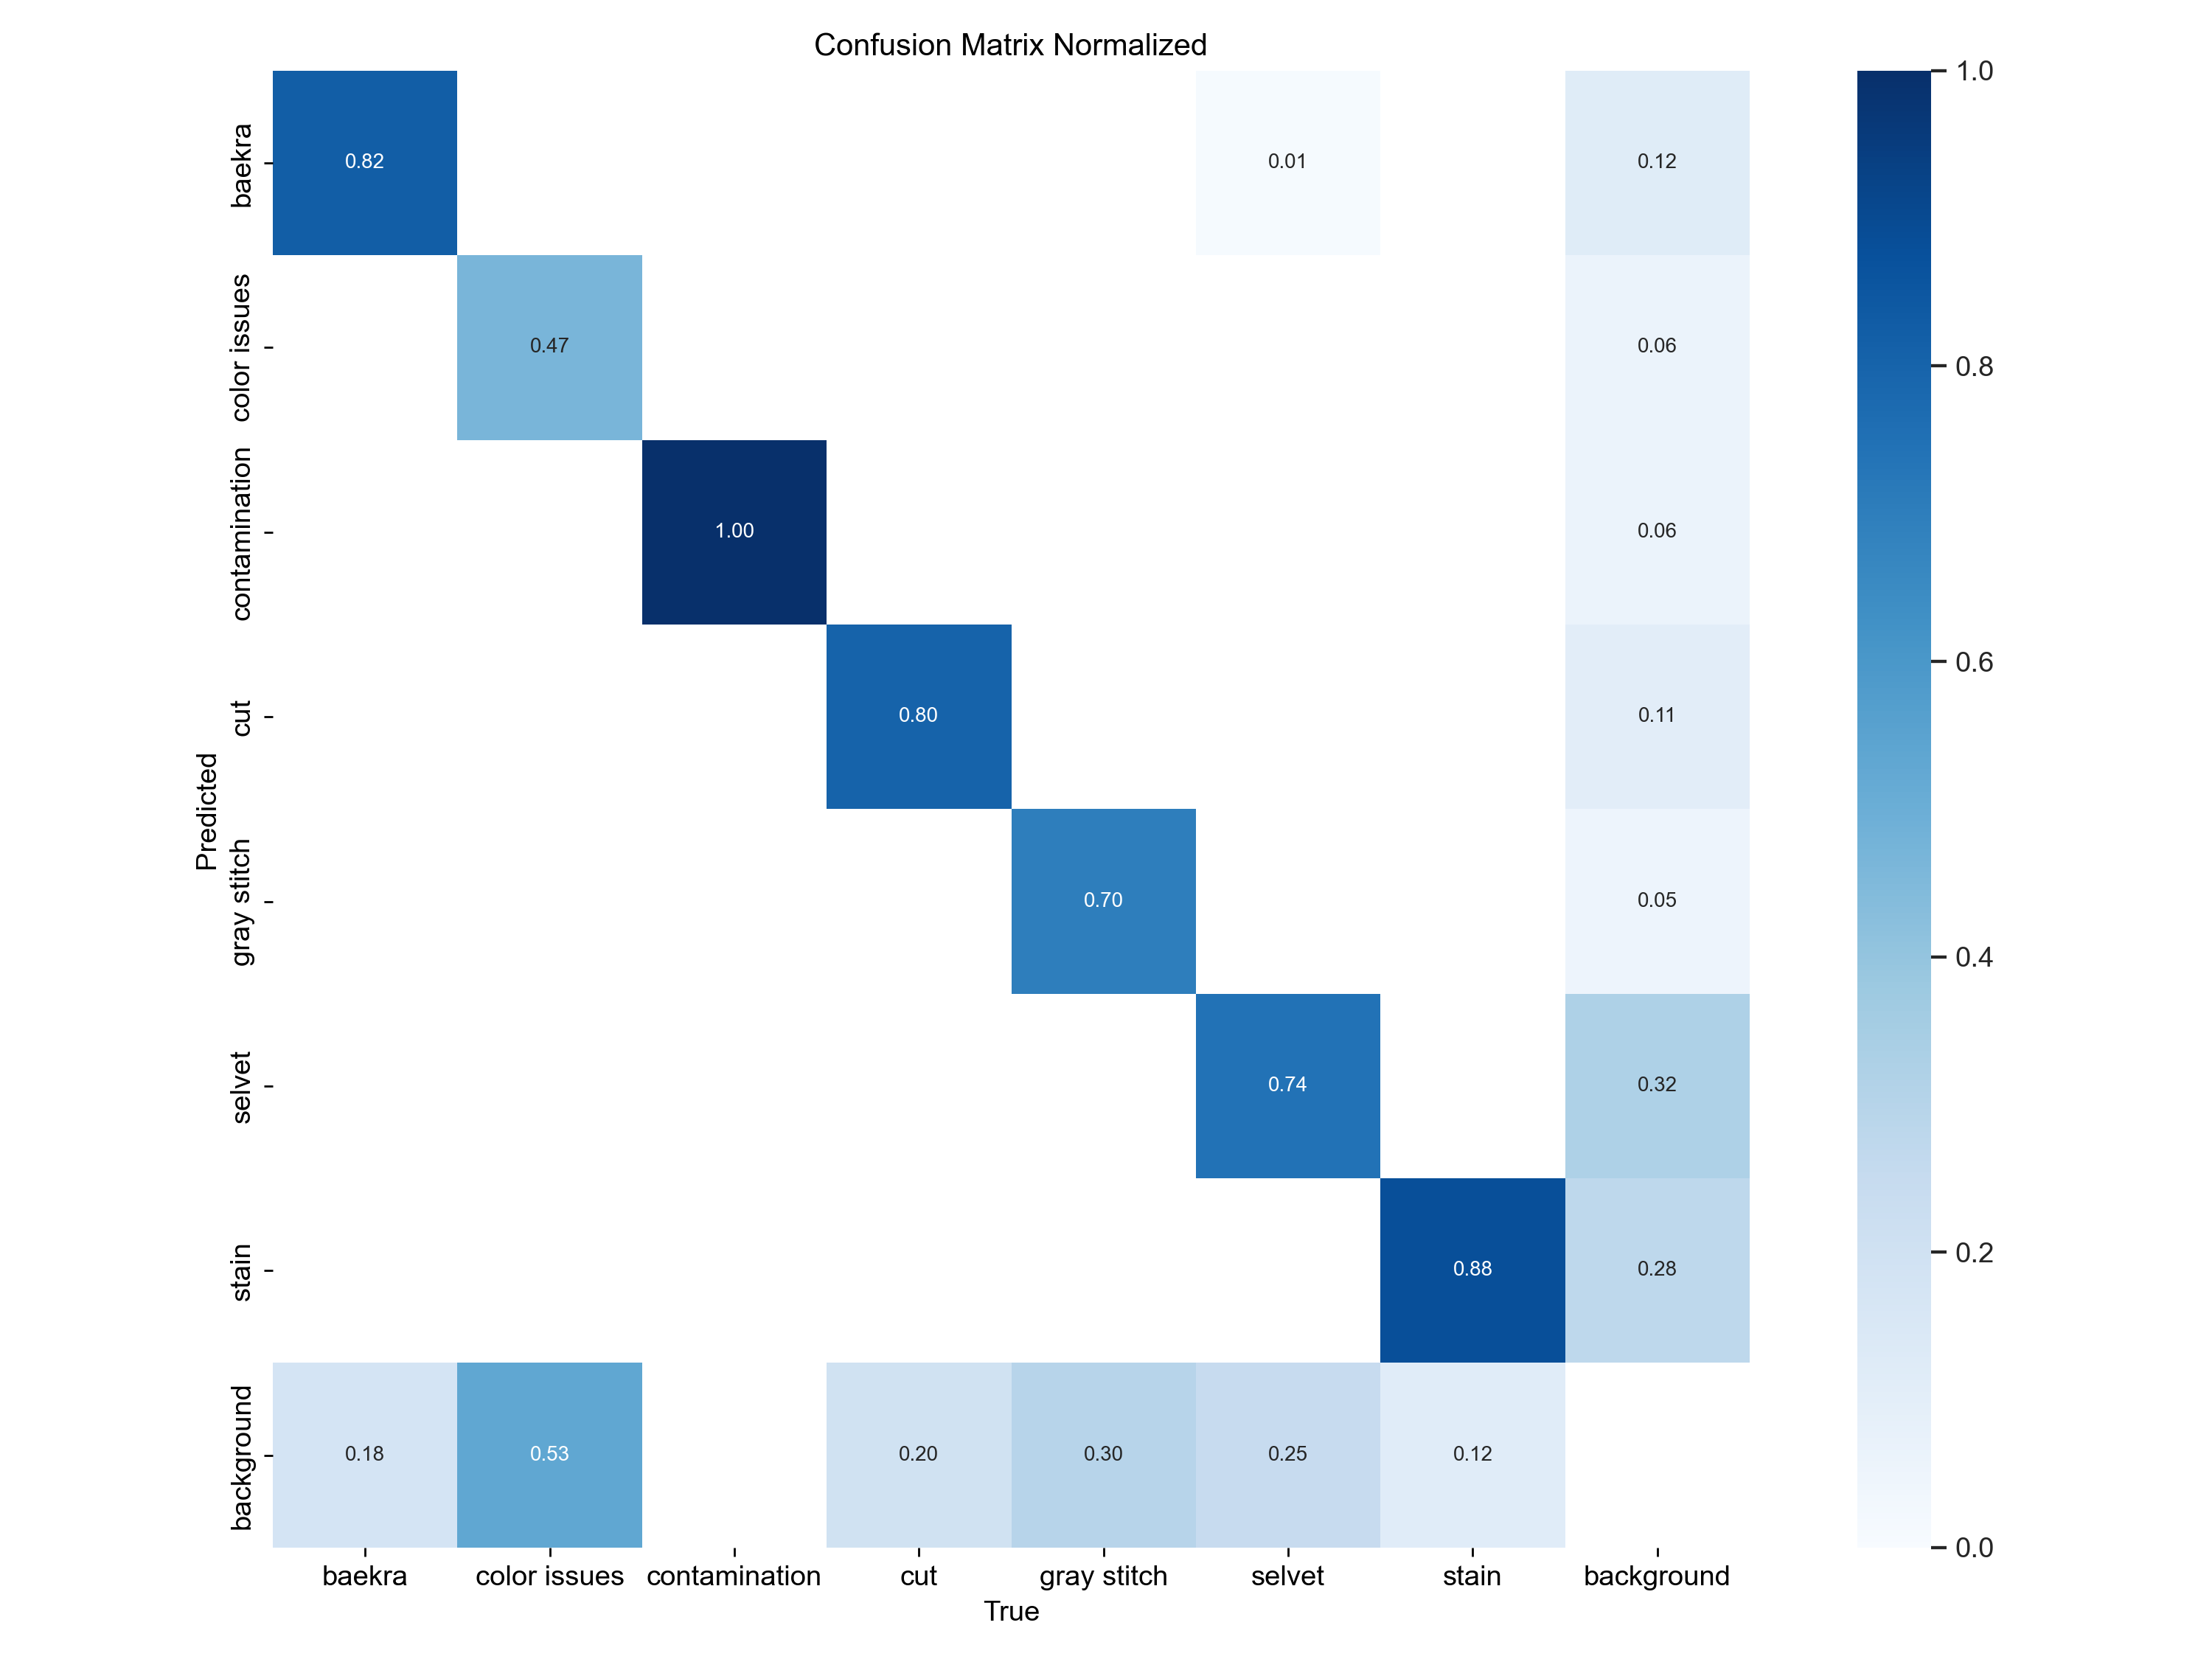 Confusion Matrix Normalized
baekra
0.82
0.01
0.12
color issues
0.47
0.06
contamination
1.00
0.06
cut
0.80
0.11
gray stitch
0.70
0.05
selvet
0.74
0.32
stain
0.88
0.28
background
0.18
0.53
0.20
0.30
0.25
0.12
Predicted
baekra color issues contamination cut gray stitch selvet stain background
True
1.0
0.8
0.6
0.4
0.2
0.0